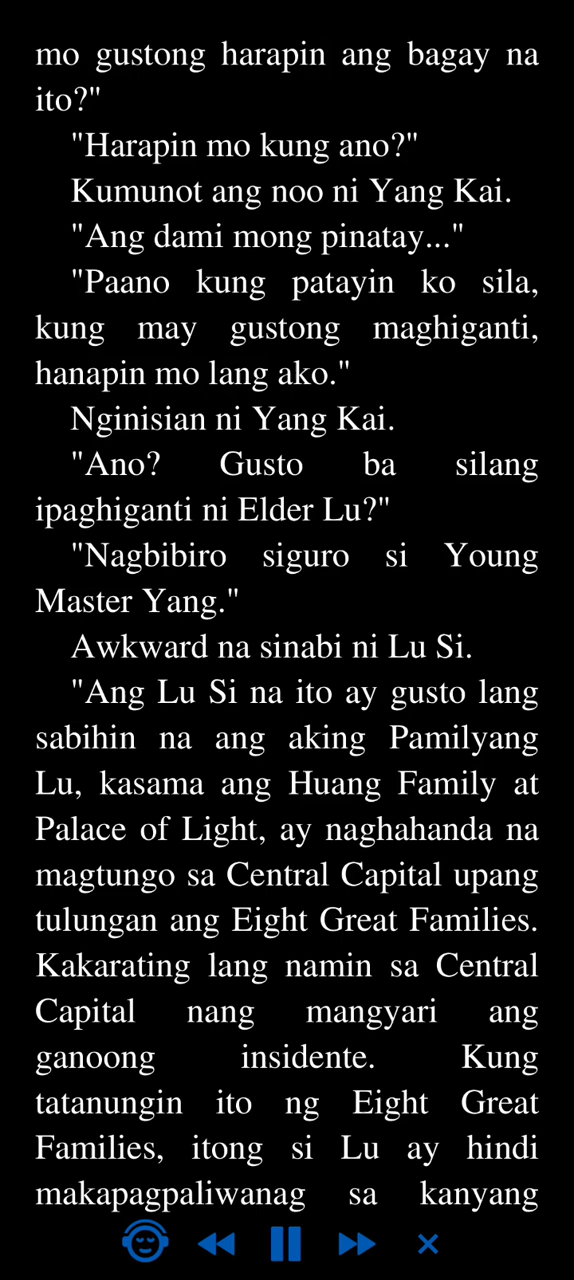 mo gustong harapin ang bagay na
ito?"
"Harapin mo kung ano?"
Kumunot ang noo ni Yang Kai.
"Ang dami mong pinatay..."
"Paano kung patayin ko sila,
kung may gustong maghiganti,
hanapin mo lang ako."
Nginisian ni Yang Kai.
"Ano? Gusto ba silang
ipaghiganti ni Elder Lu?"
"Nagbibiro siguro si Young
Master Yang."
Awkward na sinabi ni Lu Si.
"Ang Lu Si na ito ay gusto lang
sabihin na ang aking Pamilyang
Lu, kasama ang Huang Family at
Palace of Light, ay naghahanda na
magtungo sa Central Capital upang
tulungan ang Eight Great Families.
Kakarating lang namin sa Central
Capital nang mangyari ang
ganoong insidente. Kung
tatanungin ito ng Eight Great
Families, itong si Lu ay hindi
makapagpaliwanag sa kanyang